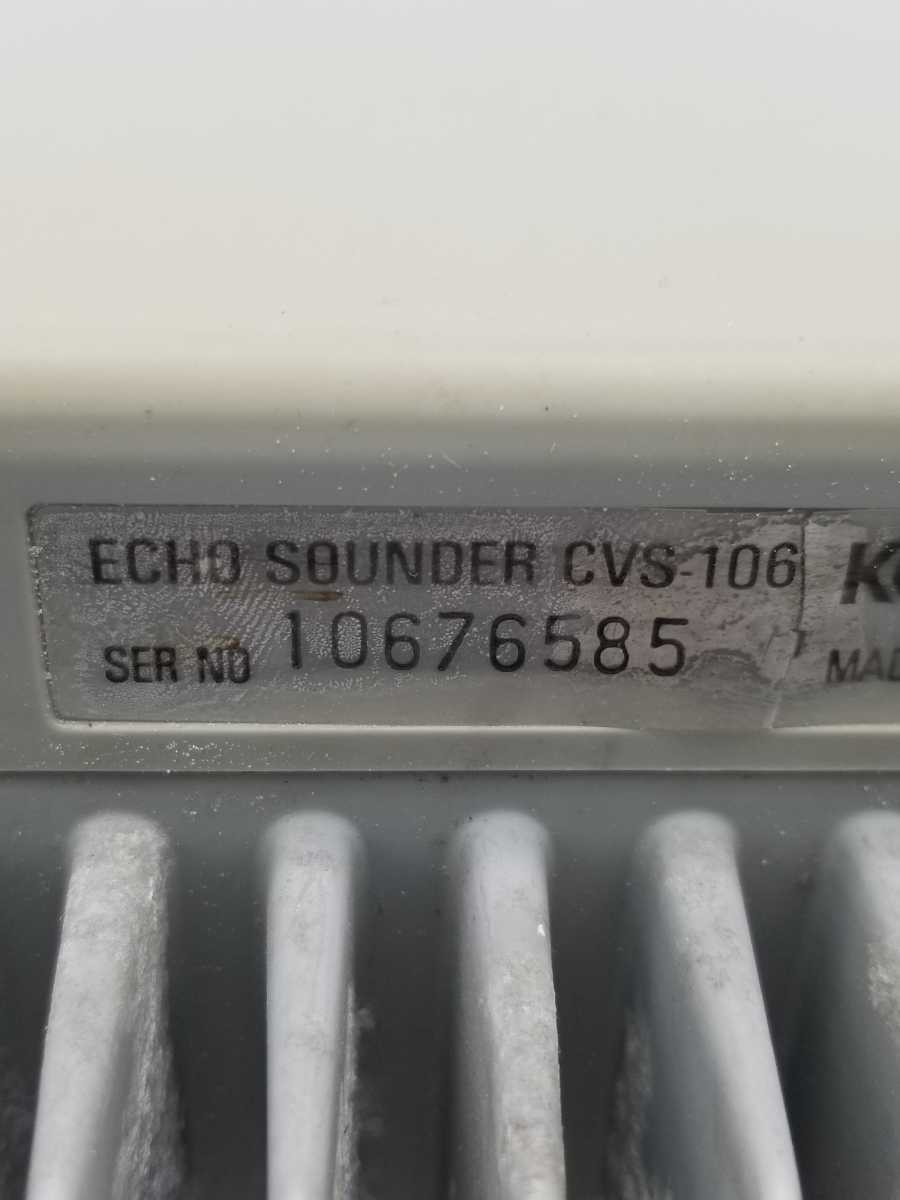 ECHO SOUNDER CVS-106
SER NO 10676585